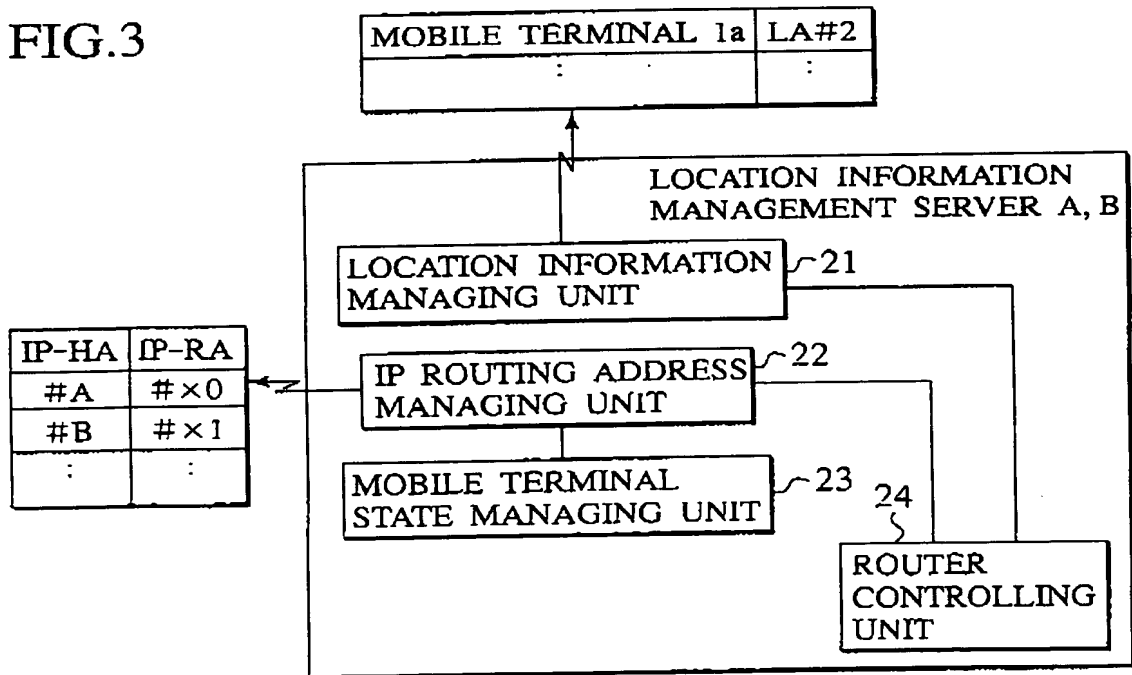 FIG.3
MOBILE TERMINAL 1a LA#2
: :
LOCATION INFORMATION
MANAGEMENT SERVER A, B
LOCATION INFORMATION
MANAGING UNIT
21
IP-HA IP-RA
#A #×0
#B #×1
: :
IP ROUTING ADDRESS
MANAGING UNIT
22
MOBILE TERMINAL
STATE MANAGING UNIT
23
24
ROUTER
CONTROLLING
UNIT